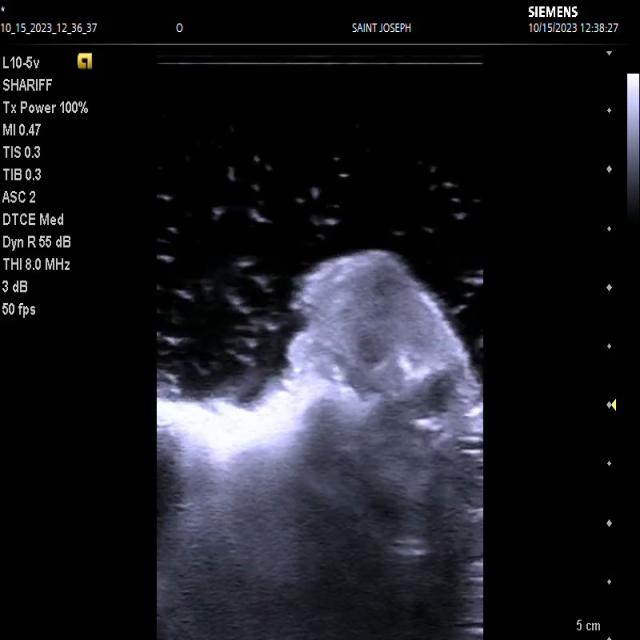 *
SIEMENS
10_15_2023_12_36_37
O
SAINT JOSEPH
10/15/2023 12:38:27
L10-5v
SHARIFF
Tx Power 100%
MI 0.47
TIS 0.3
TIB 0.3
ASC 2
DTCE Med
Dyn R 55 dB
THI 8.0 MHz
3 dB
50 fps
5 cm